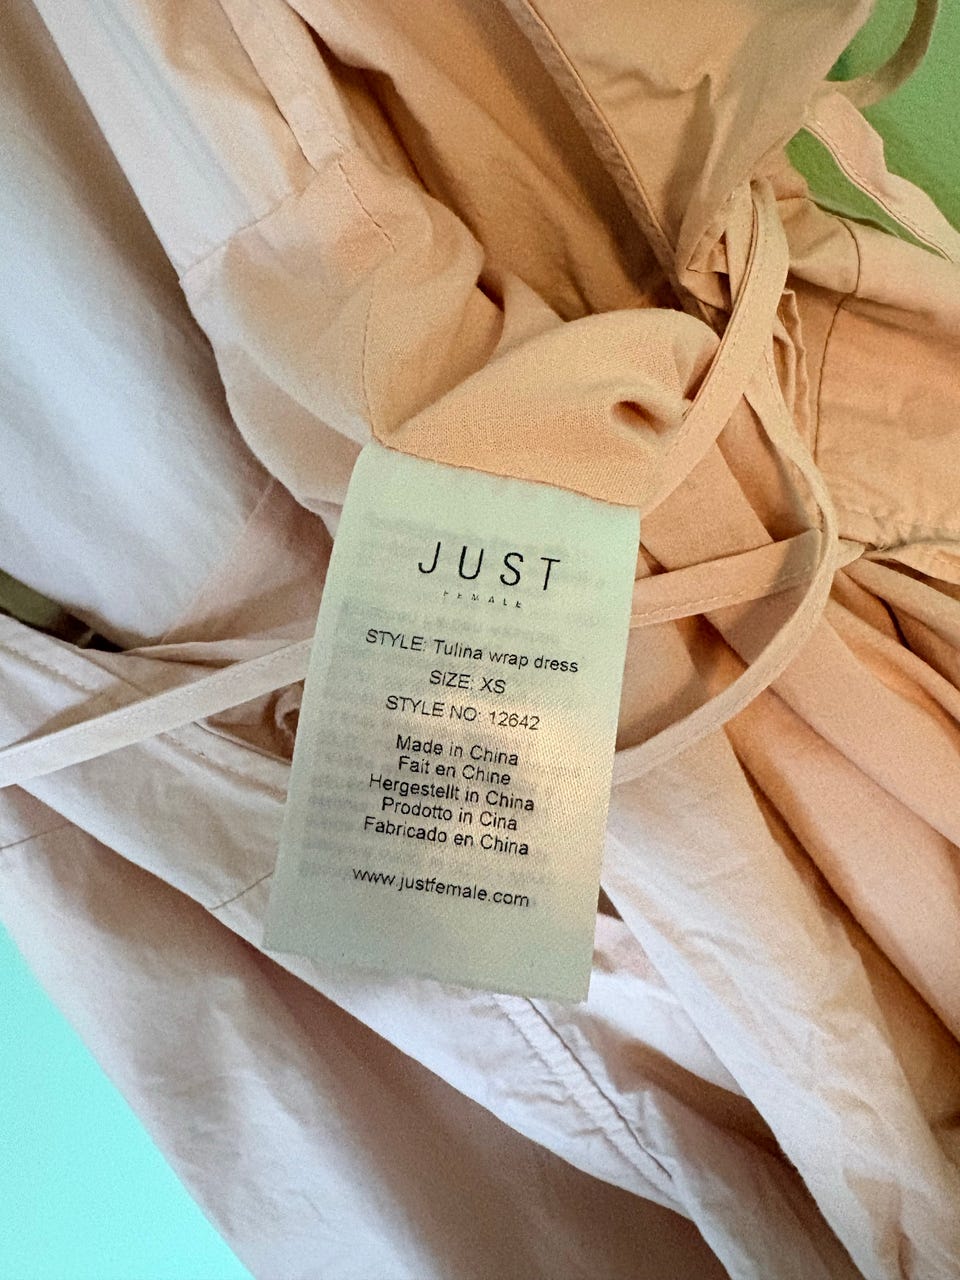 JUST
FEMALE
STYLE: Tulina wrap dress
SIZE: XS
STYLE NO: 12642
Made in China
Fait en Chine
Hergestellt in China
Prodotto in Cina
Fabricado en China
www.justfemale.com